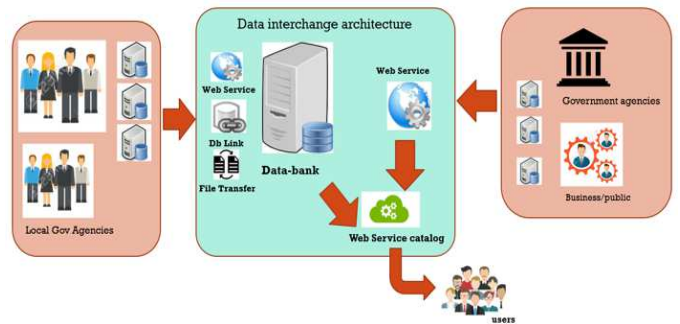 Data interchange architecture
Web Service
Db Link
File Transfer
Data-bank
Web Service
Web Service catalog
Local Gov Agencies
Government agencies
Business/public
users